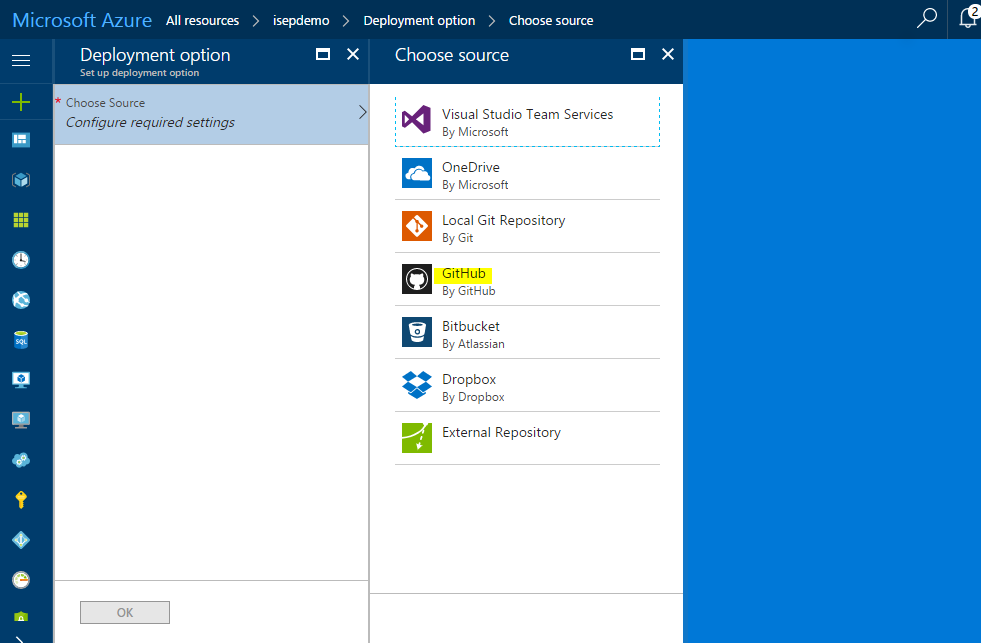 Microsoft Azure All resources isepdemo Deployment option Choose source
2
Deployment option
Set up deployment option
* Choose Source
Configure required settings
OK
Choose source
Visual Studio Team Services
By Microsoft
OneDrive
By Microsoft
Local Git Repository
By Git
GitHub
By GitHub
Bitbucket
By Atlassian
Dropbox
By Dropbox
External Repository
SQL